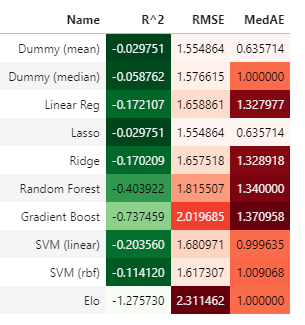 Name R^2 RMSE MedAE
Dummy (mean) -0.029751 1.554864 0.635714
Dummy (median) -0.058762 1.576615 1.000000
Linear Reg -0.172107 1.658861 1.327977
Lasso -0.029751 1.554864 0.635714
Ridge -0.170209 1.657518 1.328918
Random Forest -0.403922 1.815507 1.340000
Gradient Boost -0.737459 2.019685 1.370958
SVM (linear) -0.203560 1.680971 0.999635
SVM (rbf) -0.114120 1.617307 1.009068
Elo -1.275730 2.311462 1.000000